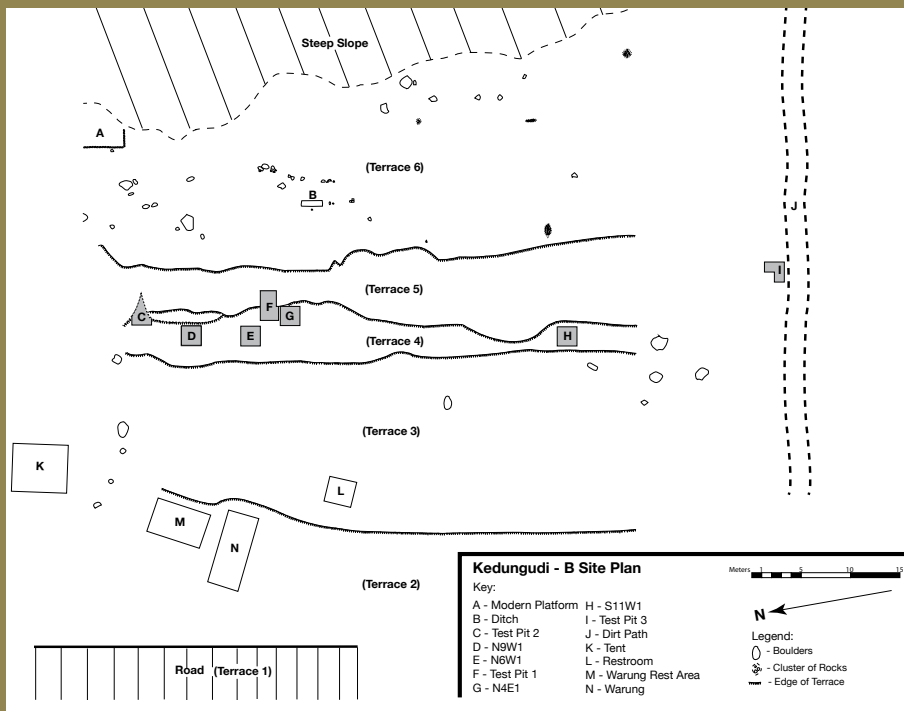 Steep Slope
A
(Terrace 6)
B
J
I
(Terrace 5)
F
C
G
D
E
(Terrace 4)
H
(Terrace 3)
K
L
M
N
(Terrace 2)
Road (Terrace 1)
Kedungudi - B Site Plan
Key:
A - Modern Platform
B - Ditch
C - Test Pit 2
D - N9W1
E - N6W1
F - Test Pit 1
G - N4E1
H - S11W1
I - Test Pit 3
J - Dirt Path
K - Tent
L - Restroom
M - Warung Rest Area
N - Warung
Meters 1 5 10 15
N
Legend:
- Boulders
- Cluster of Rocks
- Edge of Terrace